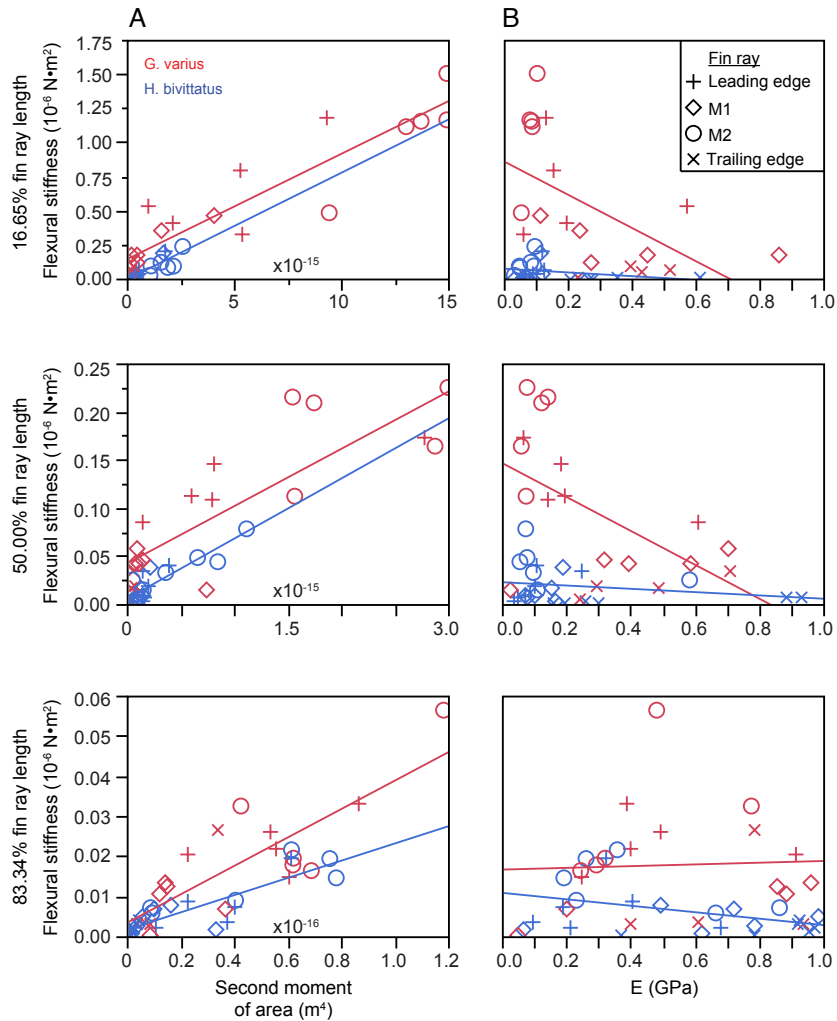 A
B
16.65% fin ray length
Flexural stiffness (10⁻⁶ N•m²)
1.75
1.50
1.25
1.00
0.75
0.50
0.25
0.00
G. varius
H. bivittatus
x10⁻¹⁵
0
5
10
15
Fin ray
Leading edge
M1
M2
Trailing edge
0.0
0.2
0.4
0.6
0.8
1.0
50.00% fin ray length
Flexural stiffness (10⁻⁶ N•m²)
0.25
0.20
0.15
0.10
0.05
0.00
x10⁻¹⁵
0
1.5
3.0
0.0
0.2
0.4
0.6
0.8
1.0
83.34% fin ray length
Flexural stiffness (10⁻⁶ N•m²)
0.06
0.05
0.04
0.03
0.02
0.01
0.00
x10⁻¹⁶
0
0.2
0.4
0.6
0.8
1.0
1.2
Second moment
of area (m⁴)
0.0
0.2
0.4
0.6
0.8
1.0
E (GPa)